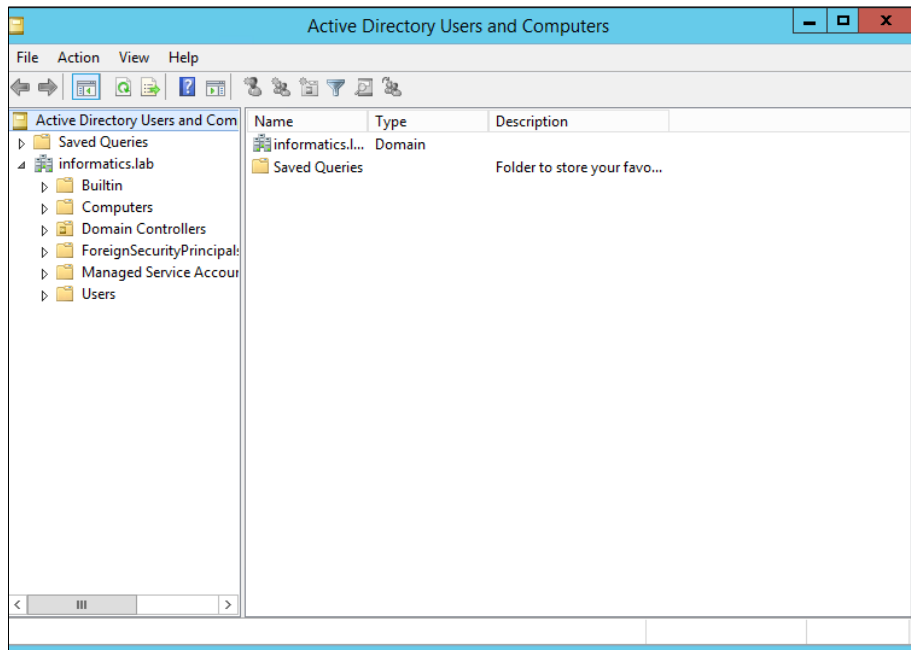 Active Directory Users and Computers
File Action View Help
Active Directory Users and Com
Saved Queries
informatics.lab
Builtin
Computers
Domain Controllers
ForeignSecurityPrincipals
Managed Service Accour
Users
Name Type Description
informatics.l... Domain
Saved Queries Folder to store your favo...